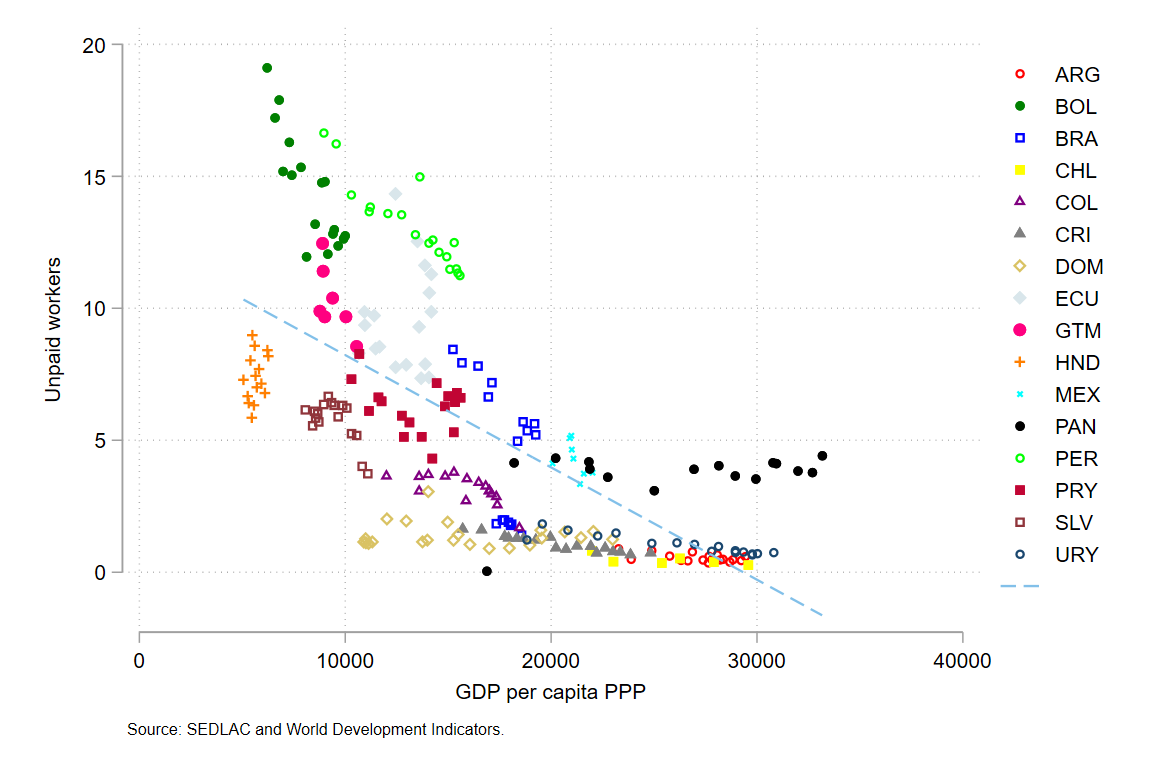 20
15
10
5
0
Unpaid workers
0 10000 20000 30000 40000
GDP per capita PPP
ARG
BOL
BRA
CHL
COL
CRI
DOM
ECU
GTM
HND
MEX
PAN
PER
PRY
SLV
URY
Source: SEDLAC and World Development Indicators.